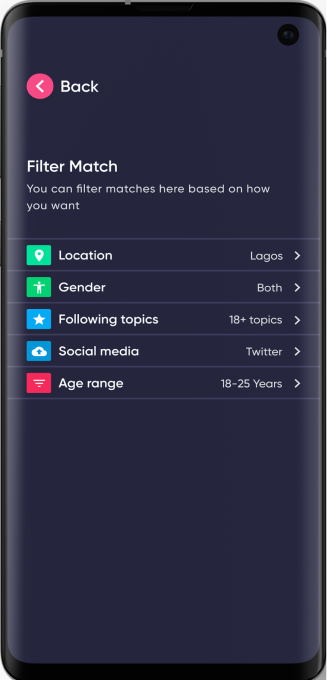 Back
Filter Match
You can filter matches here based on how
you want
Location Lagos
Gender Both
Following topics 18+ topics
Social media Twitter
Age range 18-25 Years